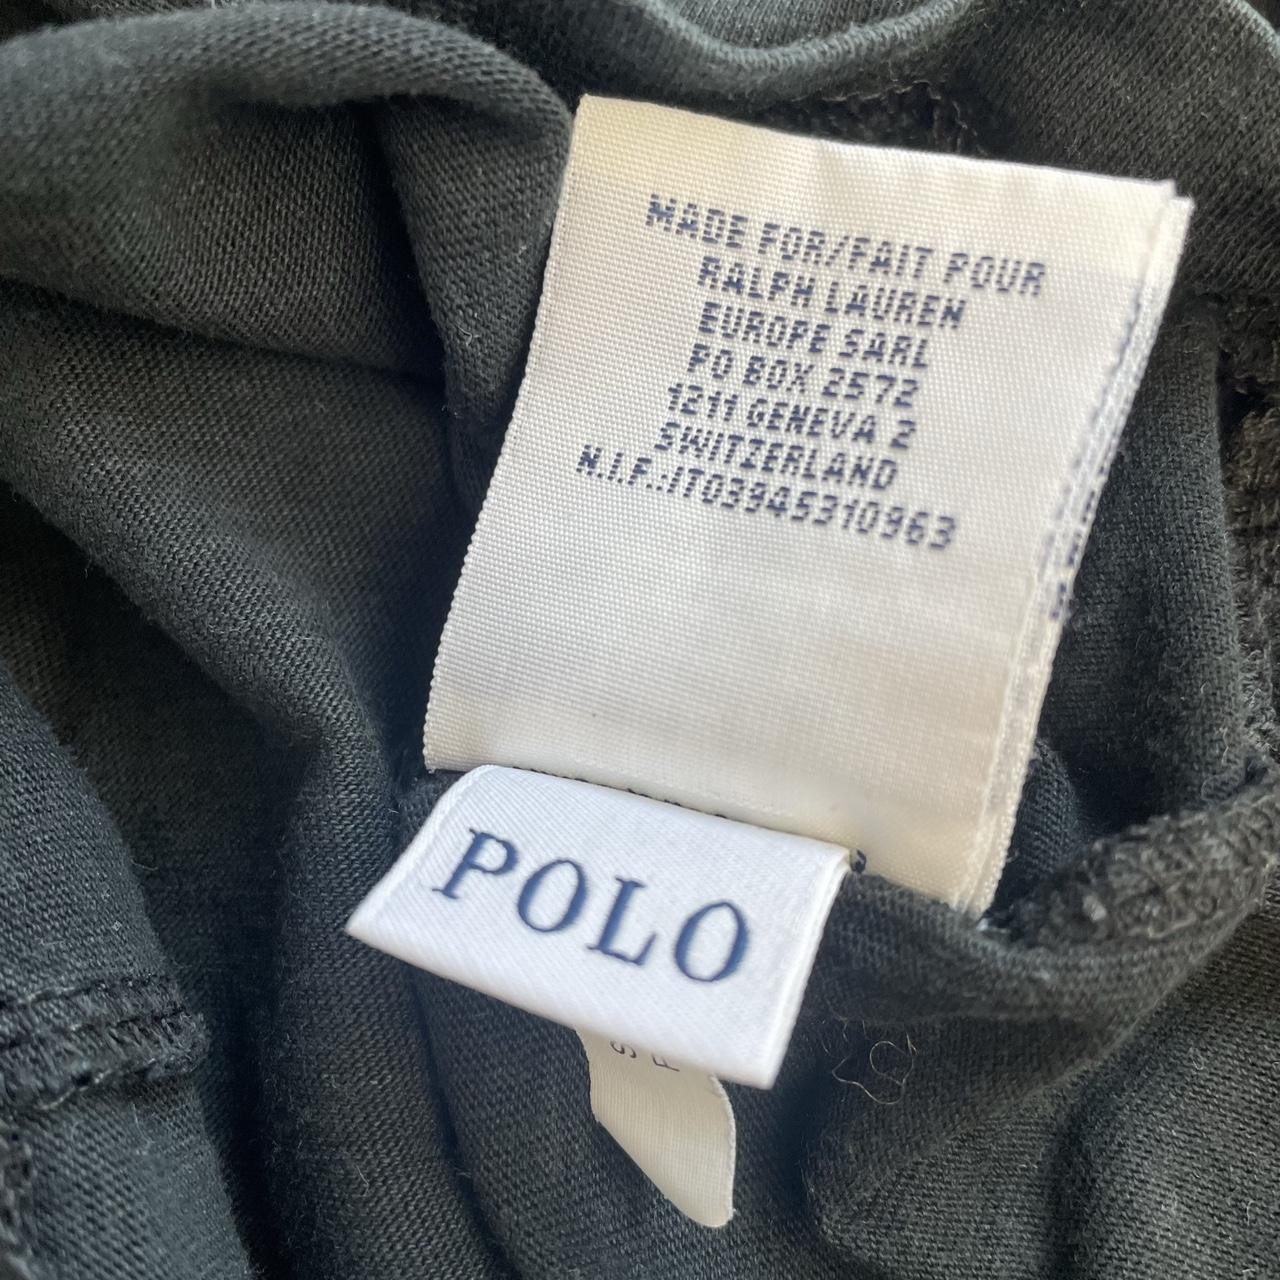 MADE FOR/FAIT POUR
RALPH LAUREN
EUROPE SARL
PO BOX 2572
1211 GENEVA 2
SWITZERLAND
N.I.F.:IT03945310963
POLO